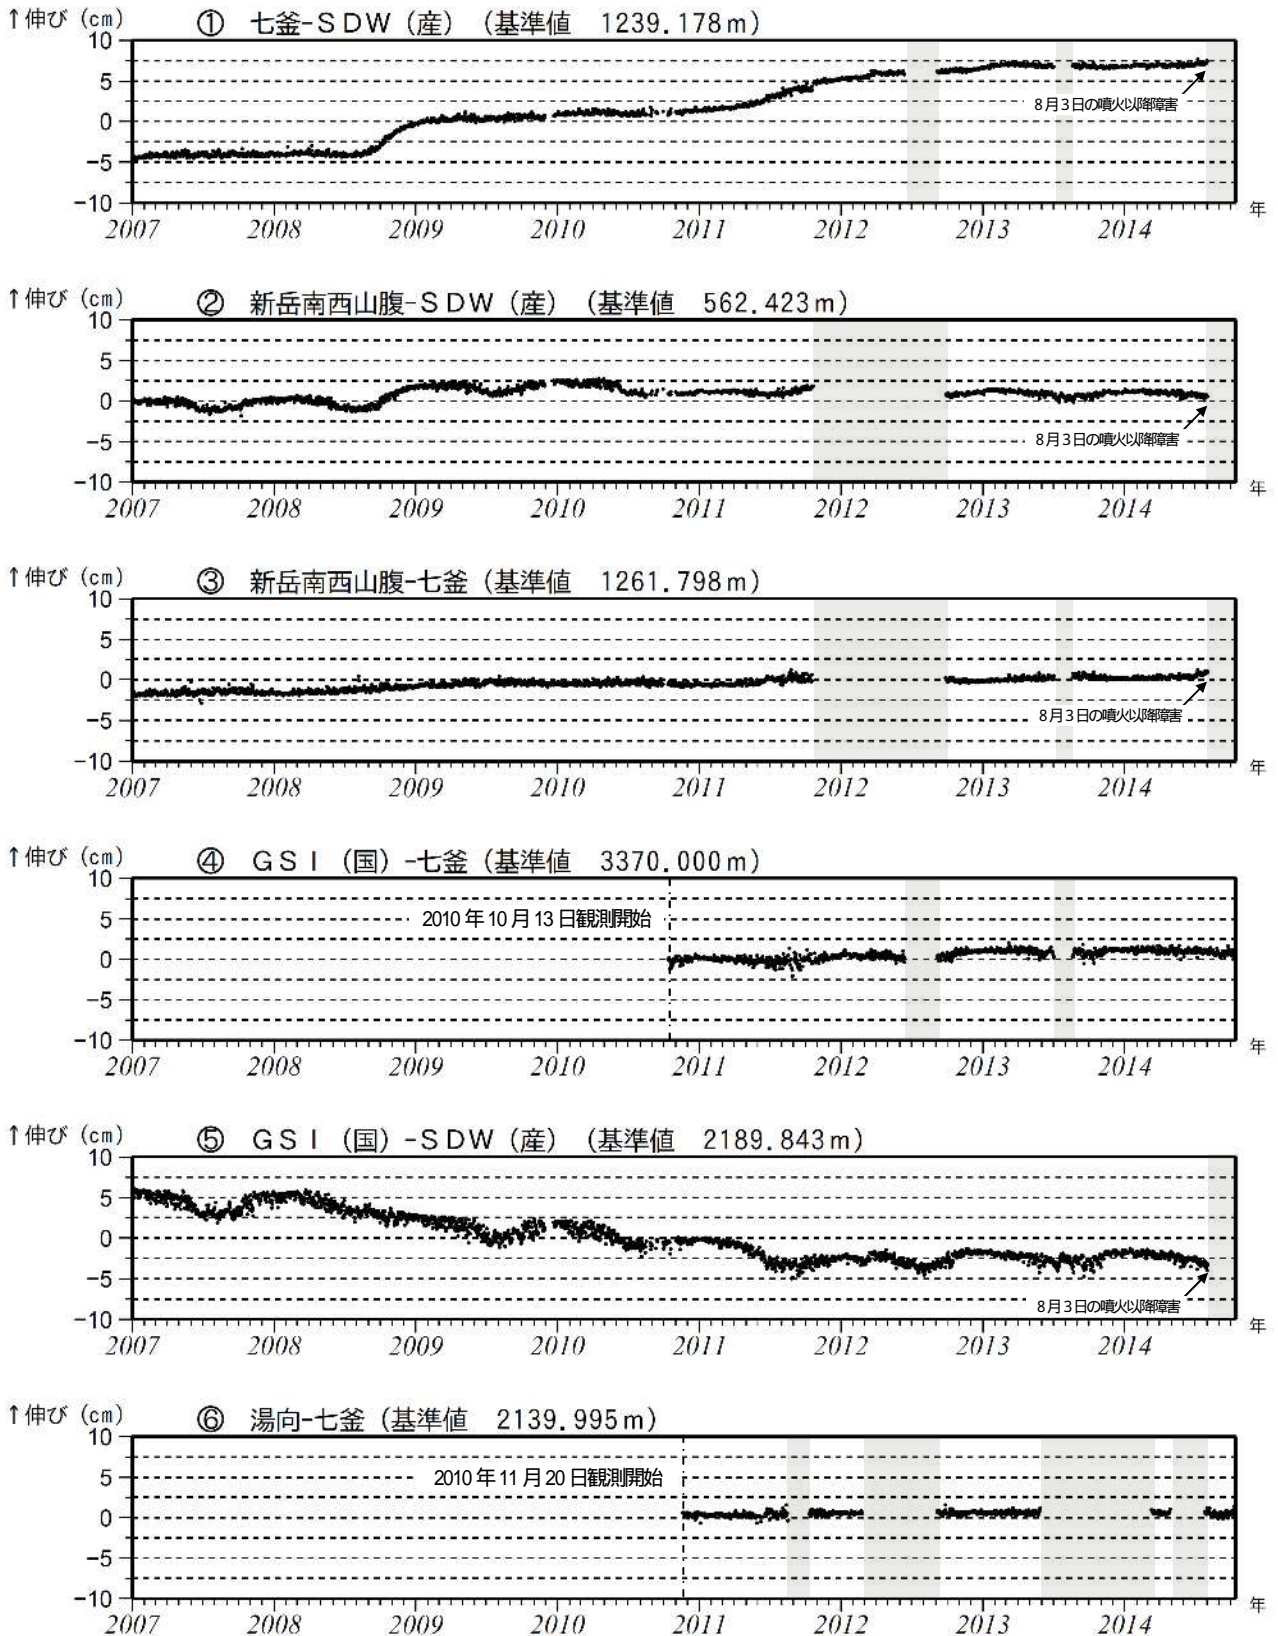 ↑伸び（cm） ① 七釜-ＳＤＷ（産）（基準値　1239.178ｍ）
10
5
0
-5
-10
8月3日の噴火以降障害
2007 2008 2009 2010 2011 2012 2013 2014 年
↑伸び（cm） ② 新岳南西山腹-ＳＤＷ（産）（基準値　562.423ｍ）
10
5
0
-5
-10
8月3日の噴火以降障害
2007 2008 2009 2010 2011 2012 2013 2014 年
↑伸び（cm） ③ 新岳南西山腹-七釜（基準値　1261.798ｍ）
10
5
0
-5
-10
8月3日の噴火以降障害
2007 2008 2009 2010 2011 2012 2013 2014 年
↑伸び（cm） ④ ＧＳＩ（国）-七釜（基準値　3370.000ｍ）
10
5
0
-5
-10
2010年10月13日観測開始
2007 2008 2009 2010 2011 2012 2013 2014 年
↑伸び（cm） ⑤ ＧＳＩ（国）-ＳＤＷ（産）（基準値　2189.843ｍ）
10
5
0
-5
-10
8月3日の噴火以降障害
2007 2008 2009 2010 2011 2012 2013 2014 年
↑伸び（cm） ⑥ 湯向-七釜（基準値　2139.995ｍ）
10
5
0
-5
-10
2010年11月20日観測開始
2007 2008 2009 2010 2011 2012 2013 2014 年